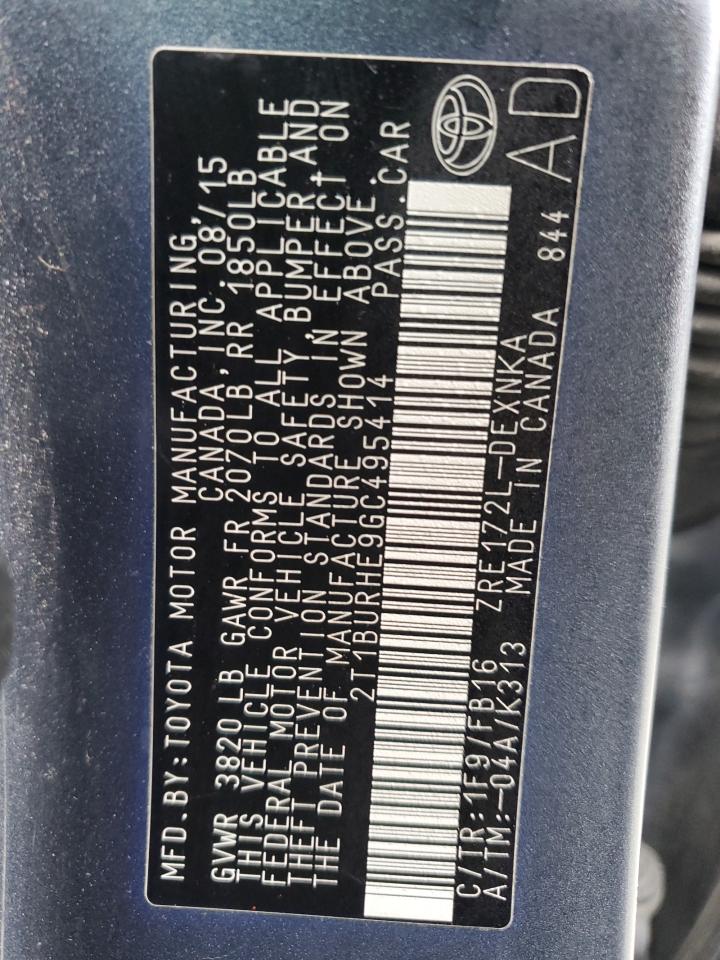 MFD.BY:TOYOTA MOTOR MANUFACTURING,
CANADA,INC. 08/15
GVWR 3820 LB GAWR FR 2070LB,RR 1850LB
THIS VEHICLE CONFORMS TO ALL APPLICABLE
FEDERAL MOTOR VEHICLE SAFETY BUMPER,AND
THEFT PREVENTION STANDARDS IN EFFECT ON
THE DATE OF MANUFACTURE SHOWN ABOVE.
2T1BURHE9GC495414 PASS.CAR
C/TR:1F9/FB16 ZRE172L-DEXNKA
A/TM:-04A/K313 MADE IN CANADA 844
AD